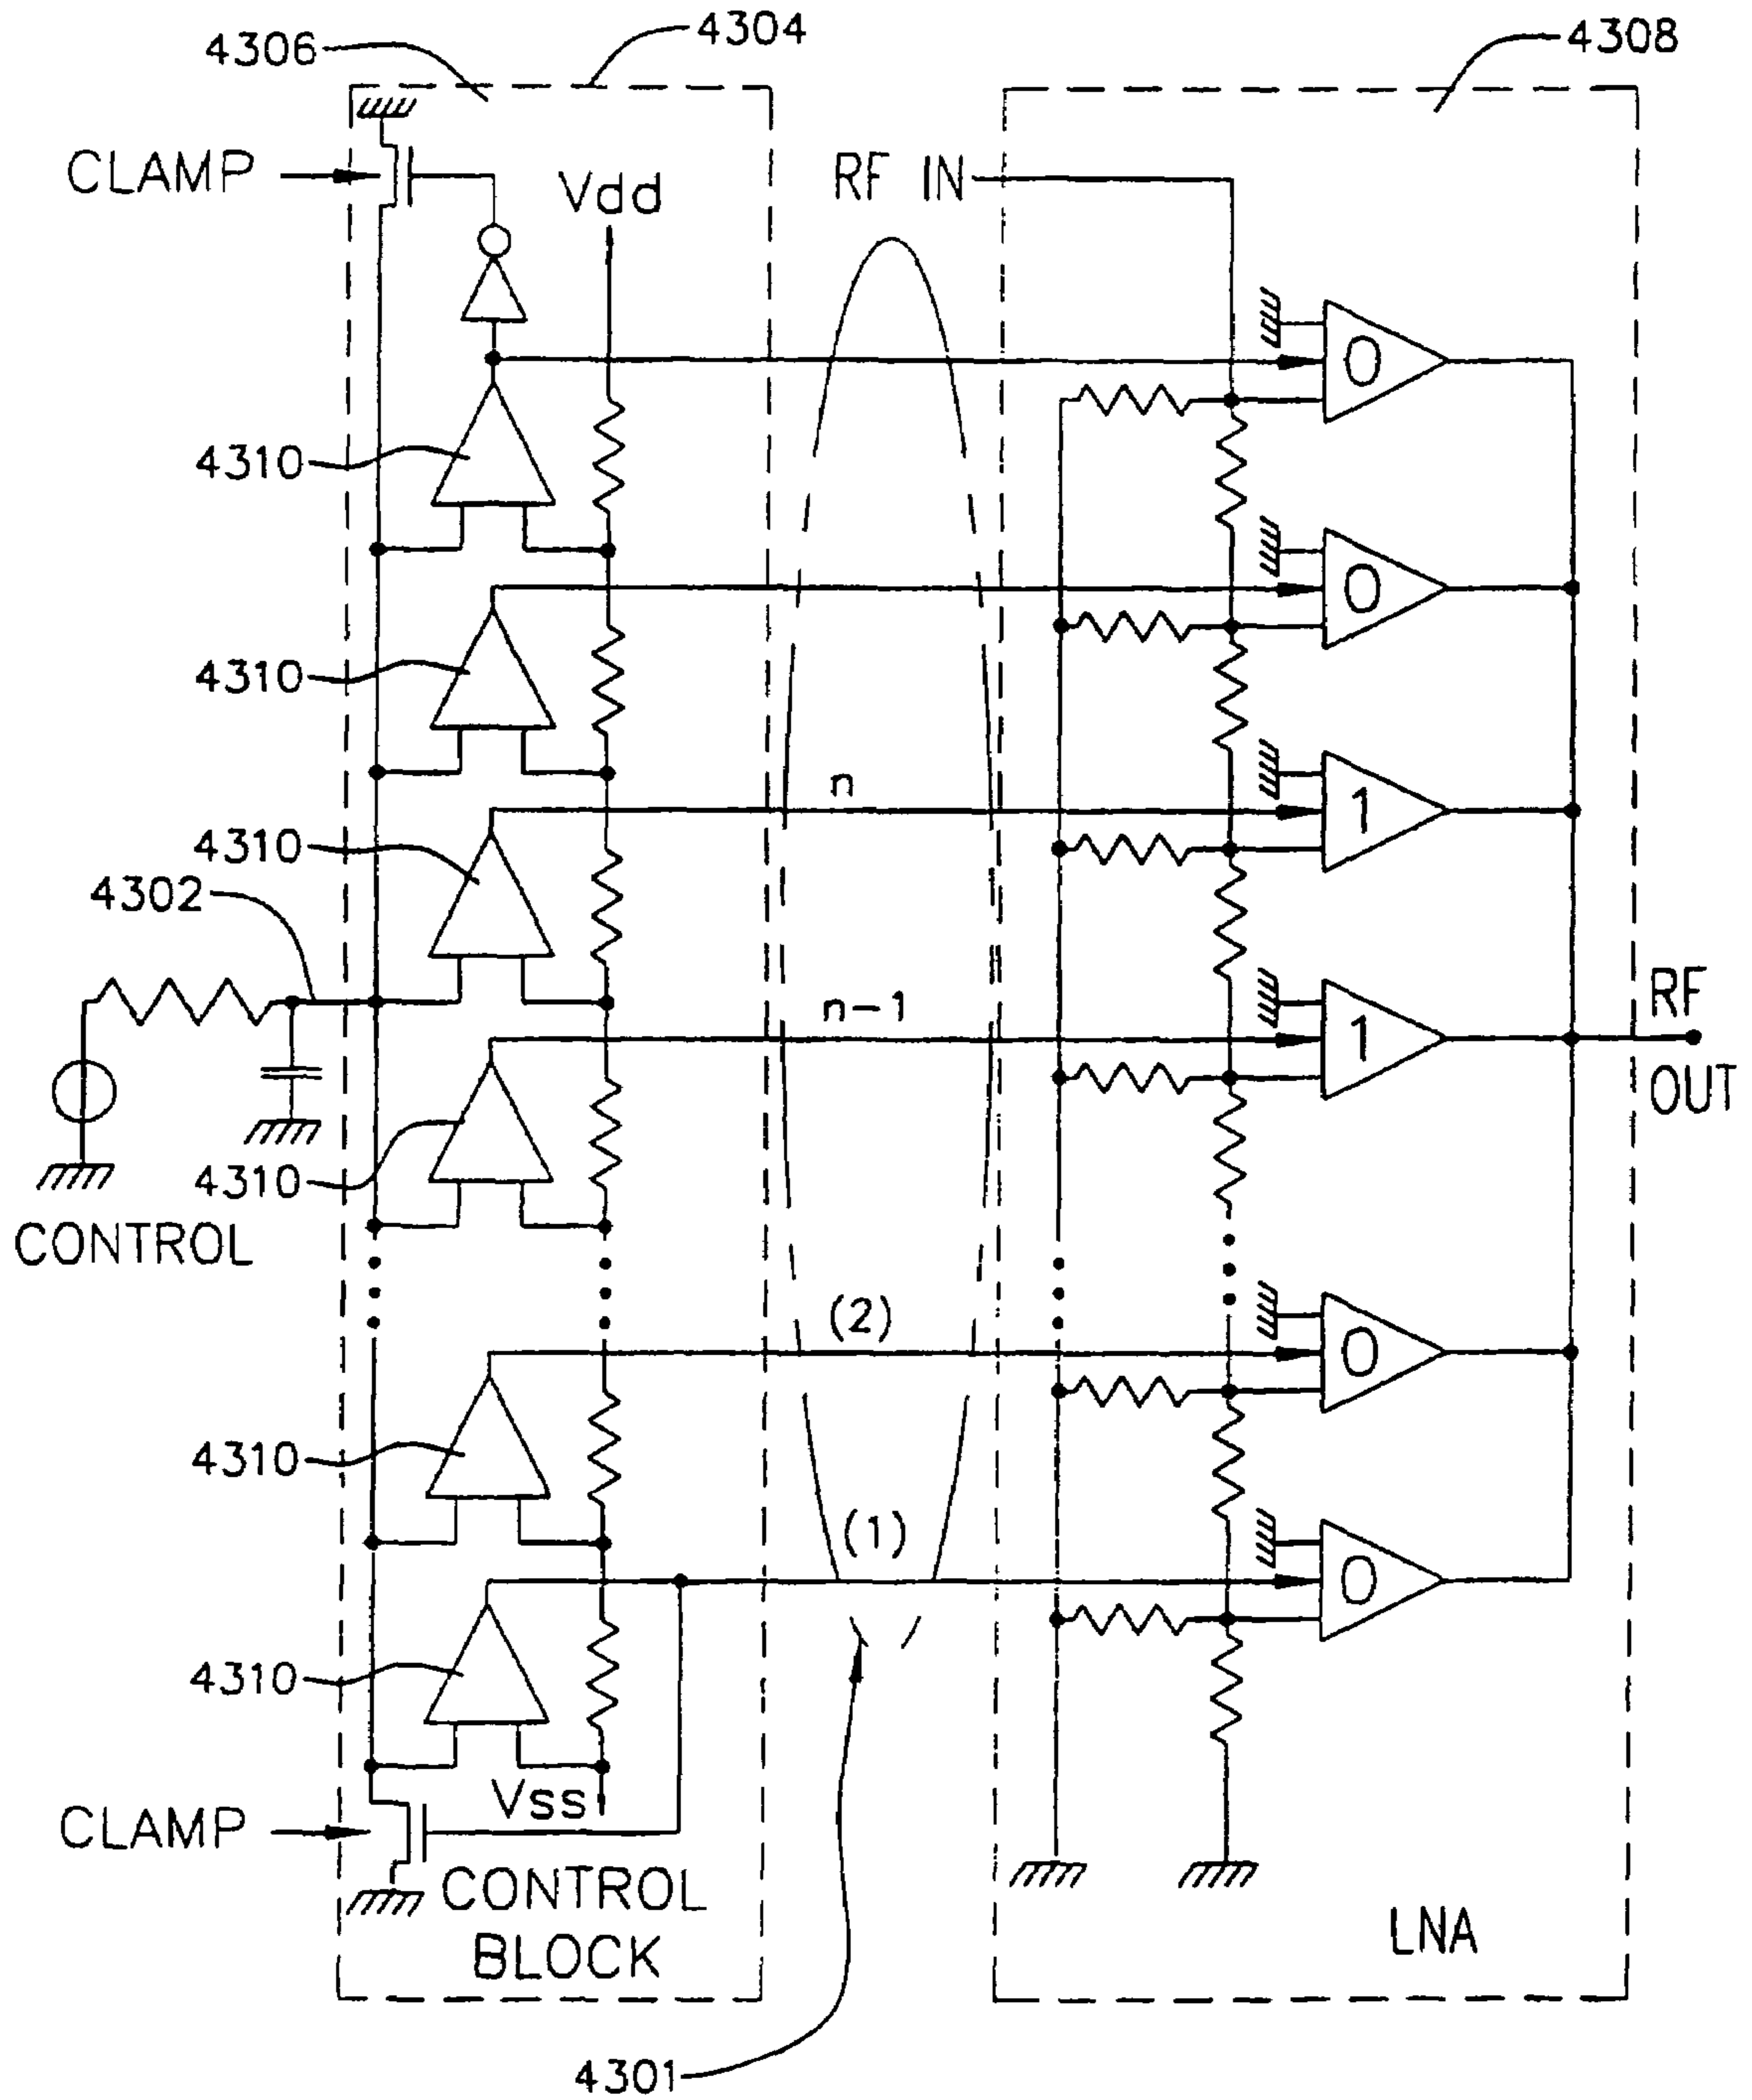 4306
4304
4308
CLAMP
Vdd
RF IN
0
4310
0
4310
n
1
4310
4302
n-1
1
RF
OUT
4310
CONTROL
(2)
0
4310
(1)
0
4310
Vss
CLAMP
CONTROL
BLOCK
LNA
4301